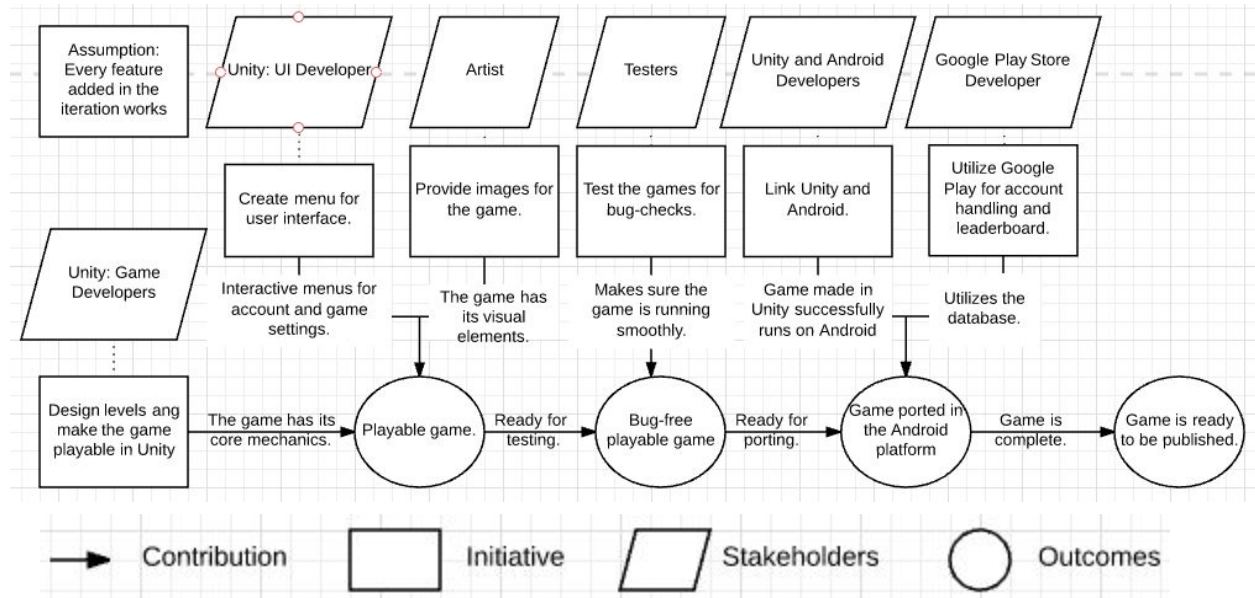 Assumption:
Every feature
added in the
iteration works
Unity: UI Developer
Artist
Testers
Unity and Android
Developers
Google Play Store
Developer
Create menu for
user interface.
Provide images for
the game.
Test the games for
bug-checks.
Link Unity and
Android.
Utilize Google
Play for account
handling and
leaderboard.
Unity: Game
Developers
Interactive menus for
account and game
settings.
The game has
its visual
elements.
Makes sure the
game is running
smoothly.
Game made in
Unity successfully
runs on Android
Utilizes the
database.
Design levels ang
make the game
playable in Unity
The game has its
core mechanics.
Playable game.
Ready for
testing.
Bug-free
playable game
Ready for
porting.
Game ported in
the Android
platform
Game is
complete.
Game is ready
to be published.
Contribution
Initiative
Stakeholders
Outcomes